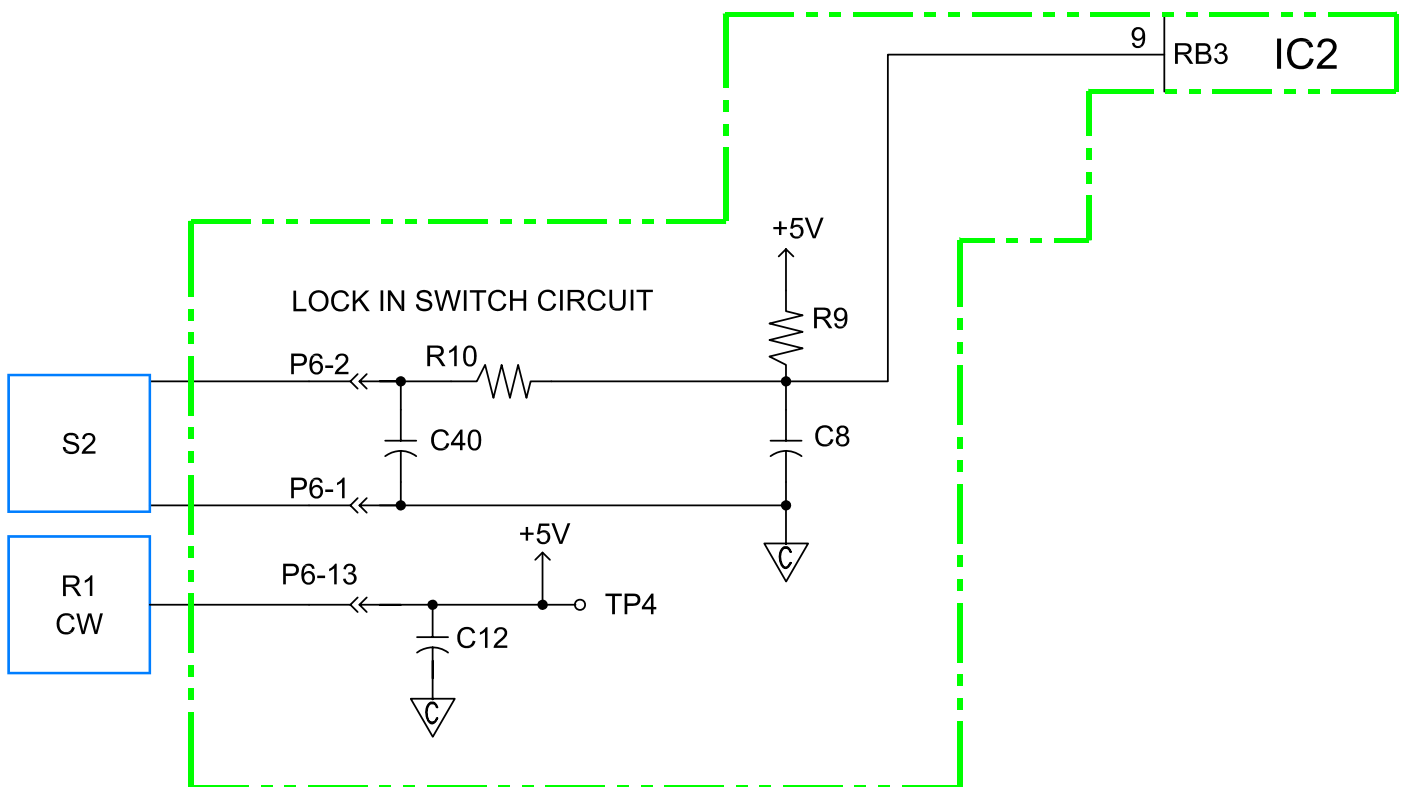 9
RB3
IC2
+5V
LOCK IN SWITCH CIRCUIT
R9
P6-2
R10
S2
C40
C8
P6-1
+5V
C
R1
CW
P6-13
TP4
C12
C